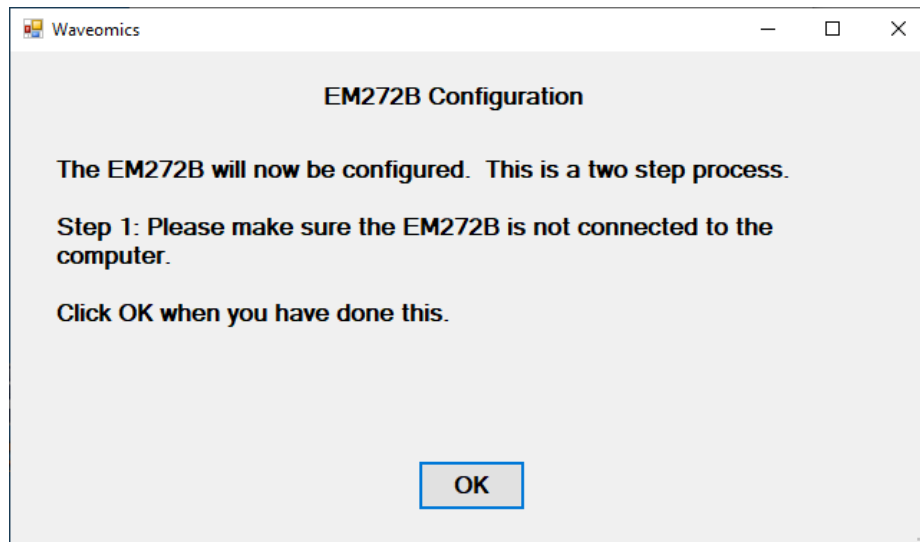 Waveomics
EM272B Configuration
The EM272B will now be configured.  This is a two step process.
Step 1: Please make sure the EM272B is not connected to the
computer.
Click OK when you have done this.
OK